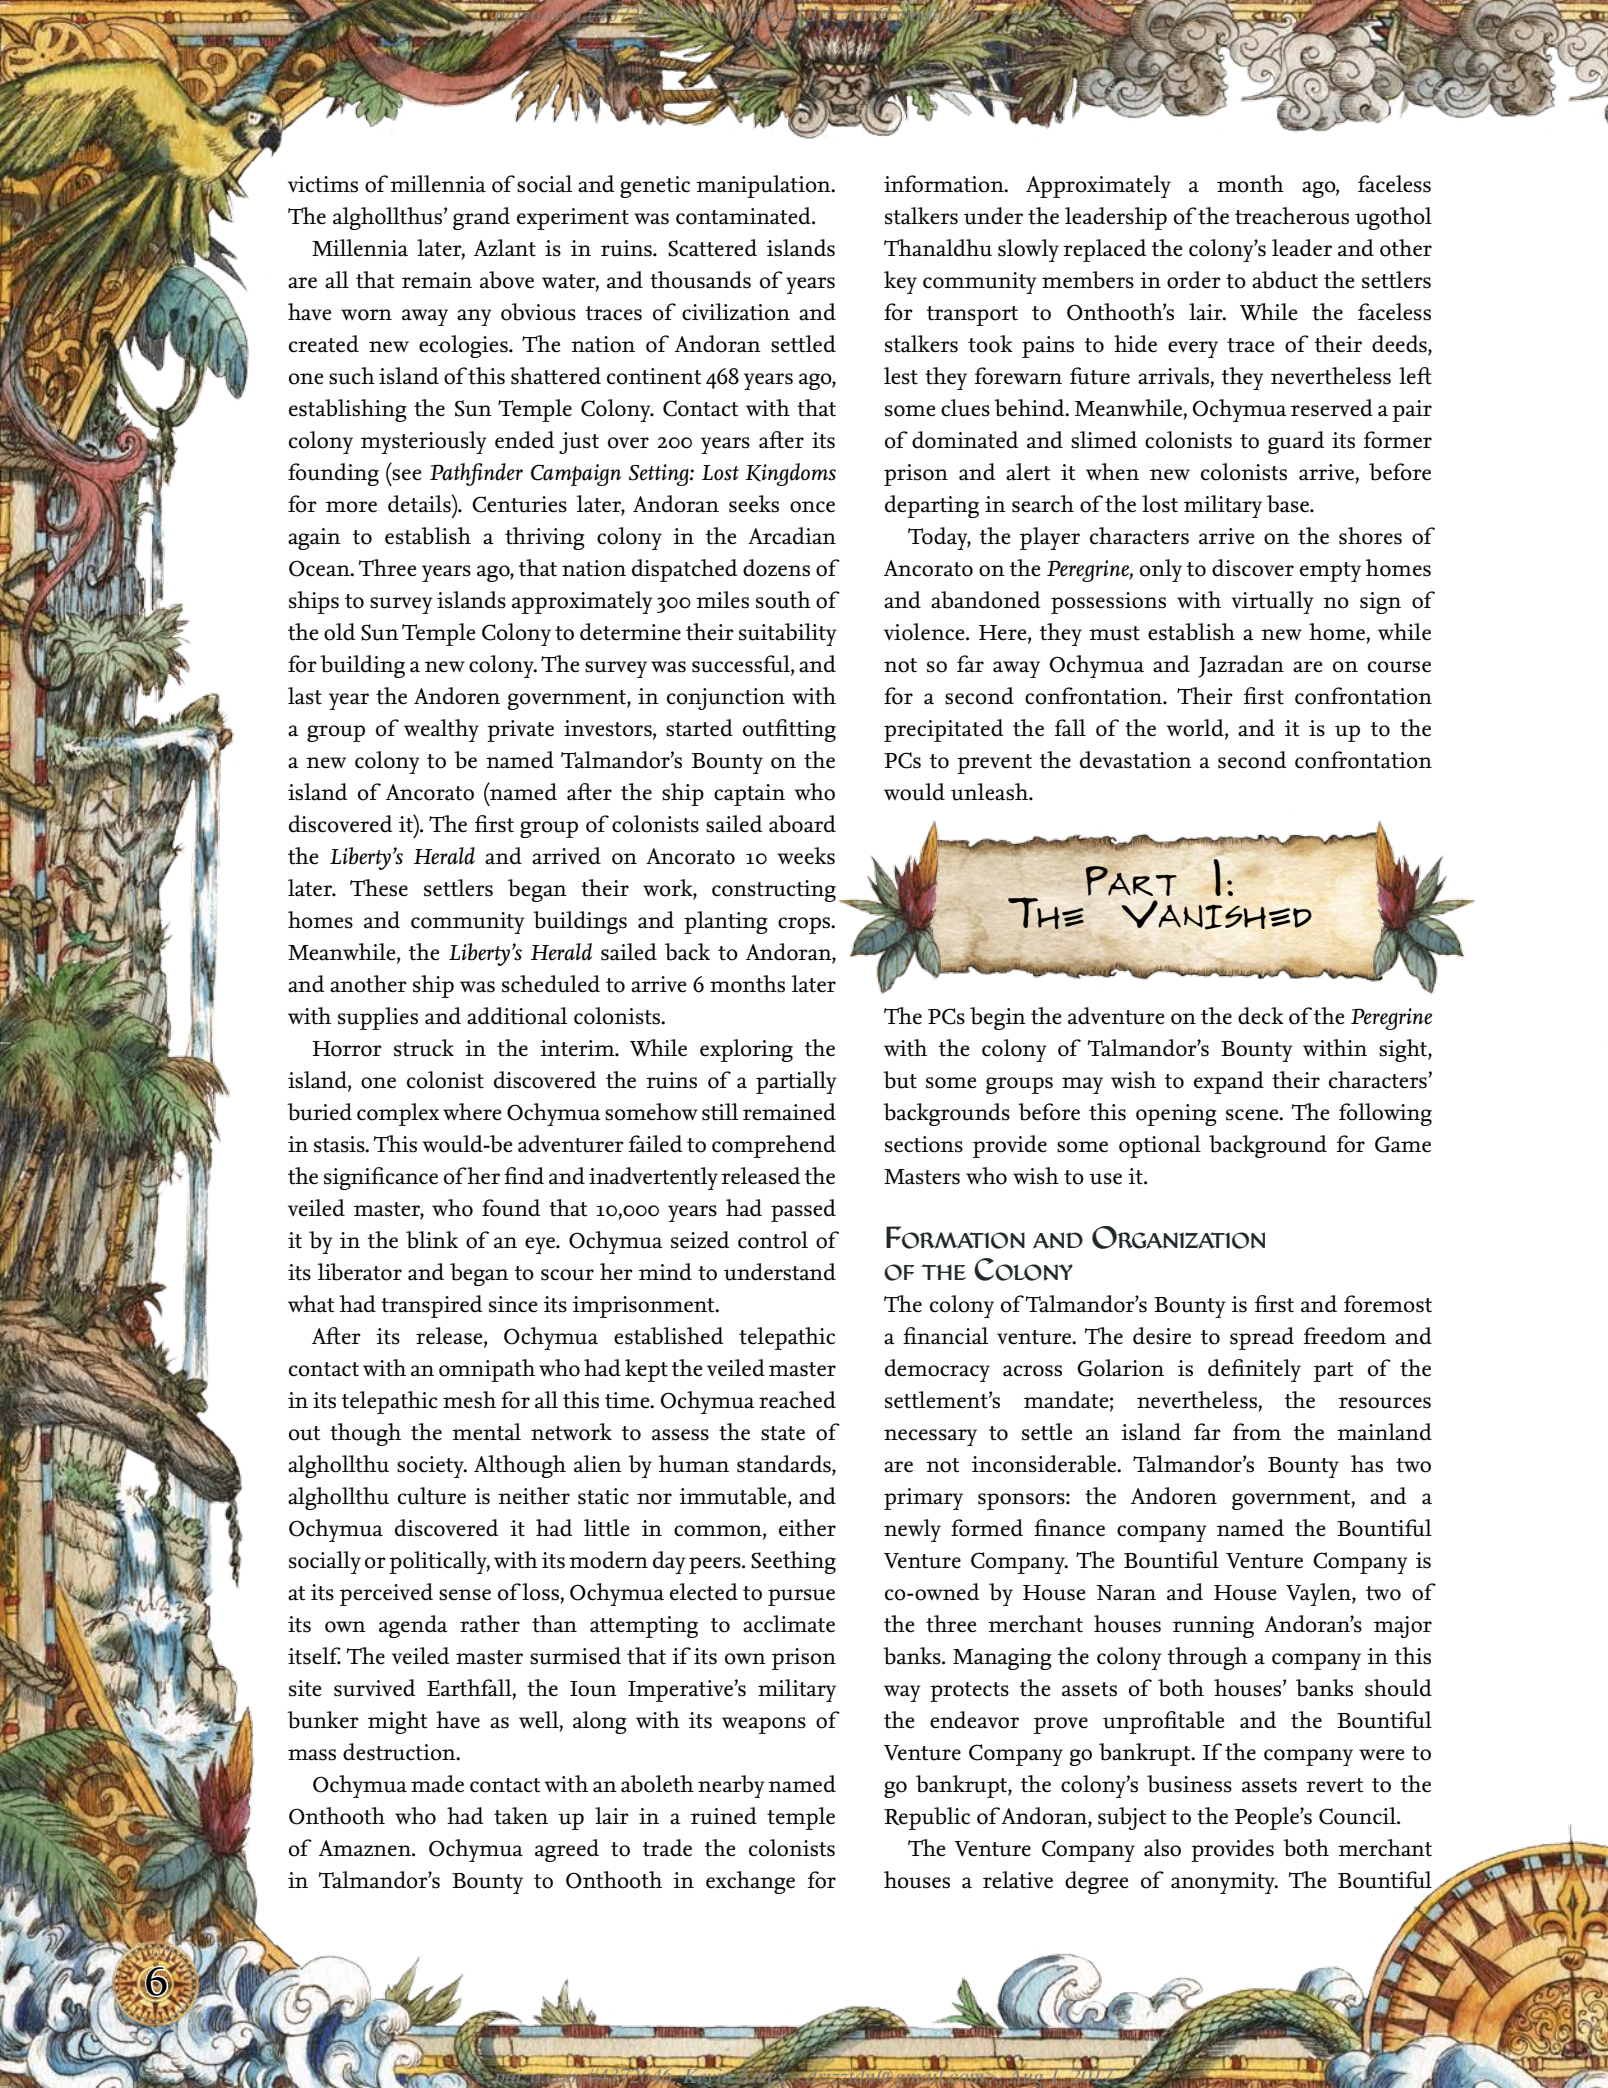 victims of millennia of social and genetic manipulation.
The alghollthus’ grand experiment was contaminated.
Millennia later, Azlant is in ruins. Scattered islands
are all that remain above water, and thousands of years
have worn away any obvious traces of civilization and
created new ecologies. The nation of Andoran settled
one such island of this shattered continent 468 years ago,
establishing the Sun Temple Colony. Contact with that
colony mysteriously ended just over 200 years after its
founding (see Pathfinder Campaign Setting: Lost Kingdoms
for more details). Centuries later, Andoran seeks once
again to establish a thriving colony in the Arcadian
Ocean. Three years ago, that nation dispatched dozens of
ships to survey islands approximately 300 miles south of
the old Sun Temple Colony to determine their suitability
for building a new colony. The survey was successful, and
last year the Andoren government, in conjunction with
a group of wealthy private investors, started outfitting
a new colony to be named Talmandor’s Bounty on the
island of Ancorato (named after the ship captain who
discovered it). The first group of colonists sailed aboard
the Liberty’s Herald and arrived on Ancorato 10 weeks
later. These settlers began their work, constructing
homes and community buildings and planting crops.
Meanwhile, the Liberty’s Herald sailed back to Andoran,
and another ship was scheduled to arrive 6 months later
with supplies and additional colonists.
Horror struck in the interim. While exploring the
island, one colonist discovered the ruins of a partially
buried complex where Ochymua somehow still remained
in stasis. This would-be adventurer failed to comprehend
the significance of her find and inadvertently released the
veiled master, who found that 10,000 years had passed
it by in the blink of an eye. Ochymua seized control of
its liberator and began to scour her mind to understand
what had transpired since its imprisonment.
After its release, Ochymua established telepathic
contact with an omnipath who had kept the veiled master
in its telepathic mesh for all this time. Ochymua reached
out though the mental network to assess the state of
alghollthu society. Although alien by human standards,
alghollthu culture is neither static nor immutable, and
Ochymua discovered it had little in common, either
socially or politically, with its modern day peers. Seething
at its perceived sense of loss, Ochymua elected to pursue
its own agenda rather than attempting to acclimate
itself. The veiled master surmised that if its own prison
site survived Earthfall, the Ioun Imperative’s military
bunker might have as well, along with its weapons of
mass destruction.
Ochymua made contact with an aboleth nearby named
Onthooth who had taken up lair in a ruined temple
of Amaznen. Ochymua agreed to trade the colonists
in Talmandor’s Bounty to Onthooth in exchange for
information. Approximately a month ago, faceless
stalkers under the leadership of the treacherous ugothol
Thanaldhu slowly replaced the colony’s leader and other
key community members in order to abduct the settlers
for transport to Onthooth’s lair. While the faceless
stalkers took pains to hide every trace of their deeds,
lest they forewarn future arrivals, they nevertheless left
some clues behind. Meanwhile, Ochymua reserved a pair
of dominated and slimed colonists to guard its former
prison and alert it when new colonists arrive, before
departing in search of the lost military base.
Today, the player characters arrive on the shores of
Ancorato on the Peregrine, only to discover empty homes
and abandoned possessions with virtually no sign of
violence. Here, they must establish a new home, while
not so far away Ochymua and Jazradan are on course
for a second confrontation. Their first confrontation
precipitated the fall of the world, and it is up to the
PCs to prevent the devastation a second confrontation
would unleash.
Part 1:
The Vanished
The PCs begin the adventure on the deck of the Peregrine
with the colony of Talmandor’s Bounty within sight,
but some groups may wish to expand their characters’
backgrounds before this opening scene. The following
sections provide some optional background for Game
Masters who wish to use it.
Formation and Organization
of the Colony
The colony of Talmandor’s Bounty is first and foremost
a financial venture. The desire to spread freedom and
democracy across Golarion is definitely part of the
settlement’s mandate; nevertheless, the resources
necessary to settle an island far from the mainland
are not inconsiderable. Talmandor’s Bounty has two
primary sponsors: the Andoren government, and a
newly formed finance company named the Bountiful
Venture Company. The Bountiful Venture Company is
co-owned by House Naran and House Vaylen, two of
the three merchant houses running Andoran’s major
banks. Managing the colony through a company in this
way protects the assets of both houses’ banks should
the endeavor prove unprofitable and the Bountiful
Venture Company go bankrupt. If the company were to
go bankrupt, the colony’s business assets revert to the
Republic of Andoran, subject to the People’s Council.
The Venture Company also provides both merchant
houses a relative degree of anonymity. The Bountiful
6